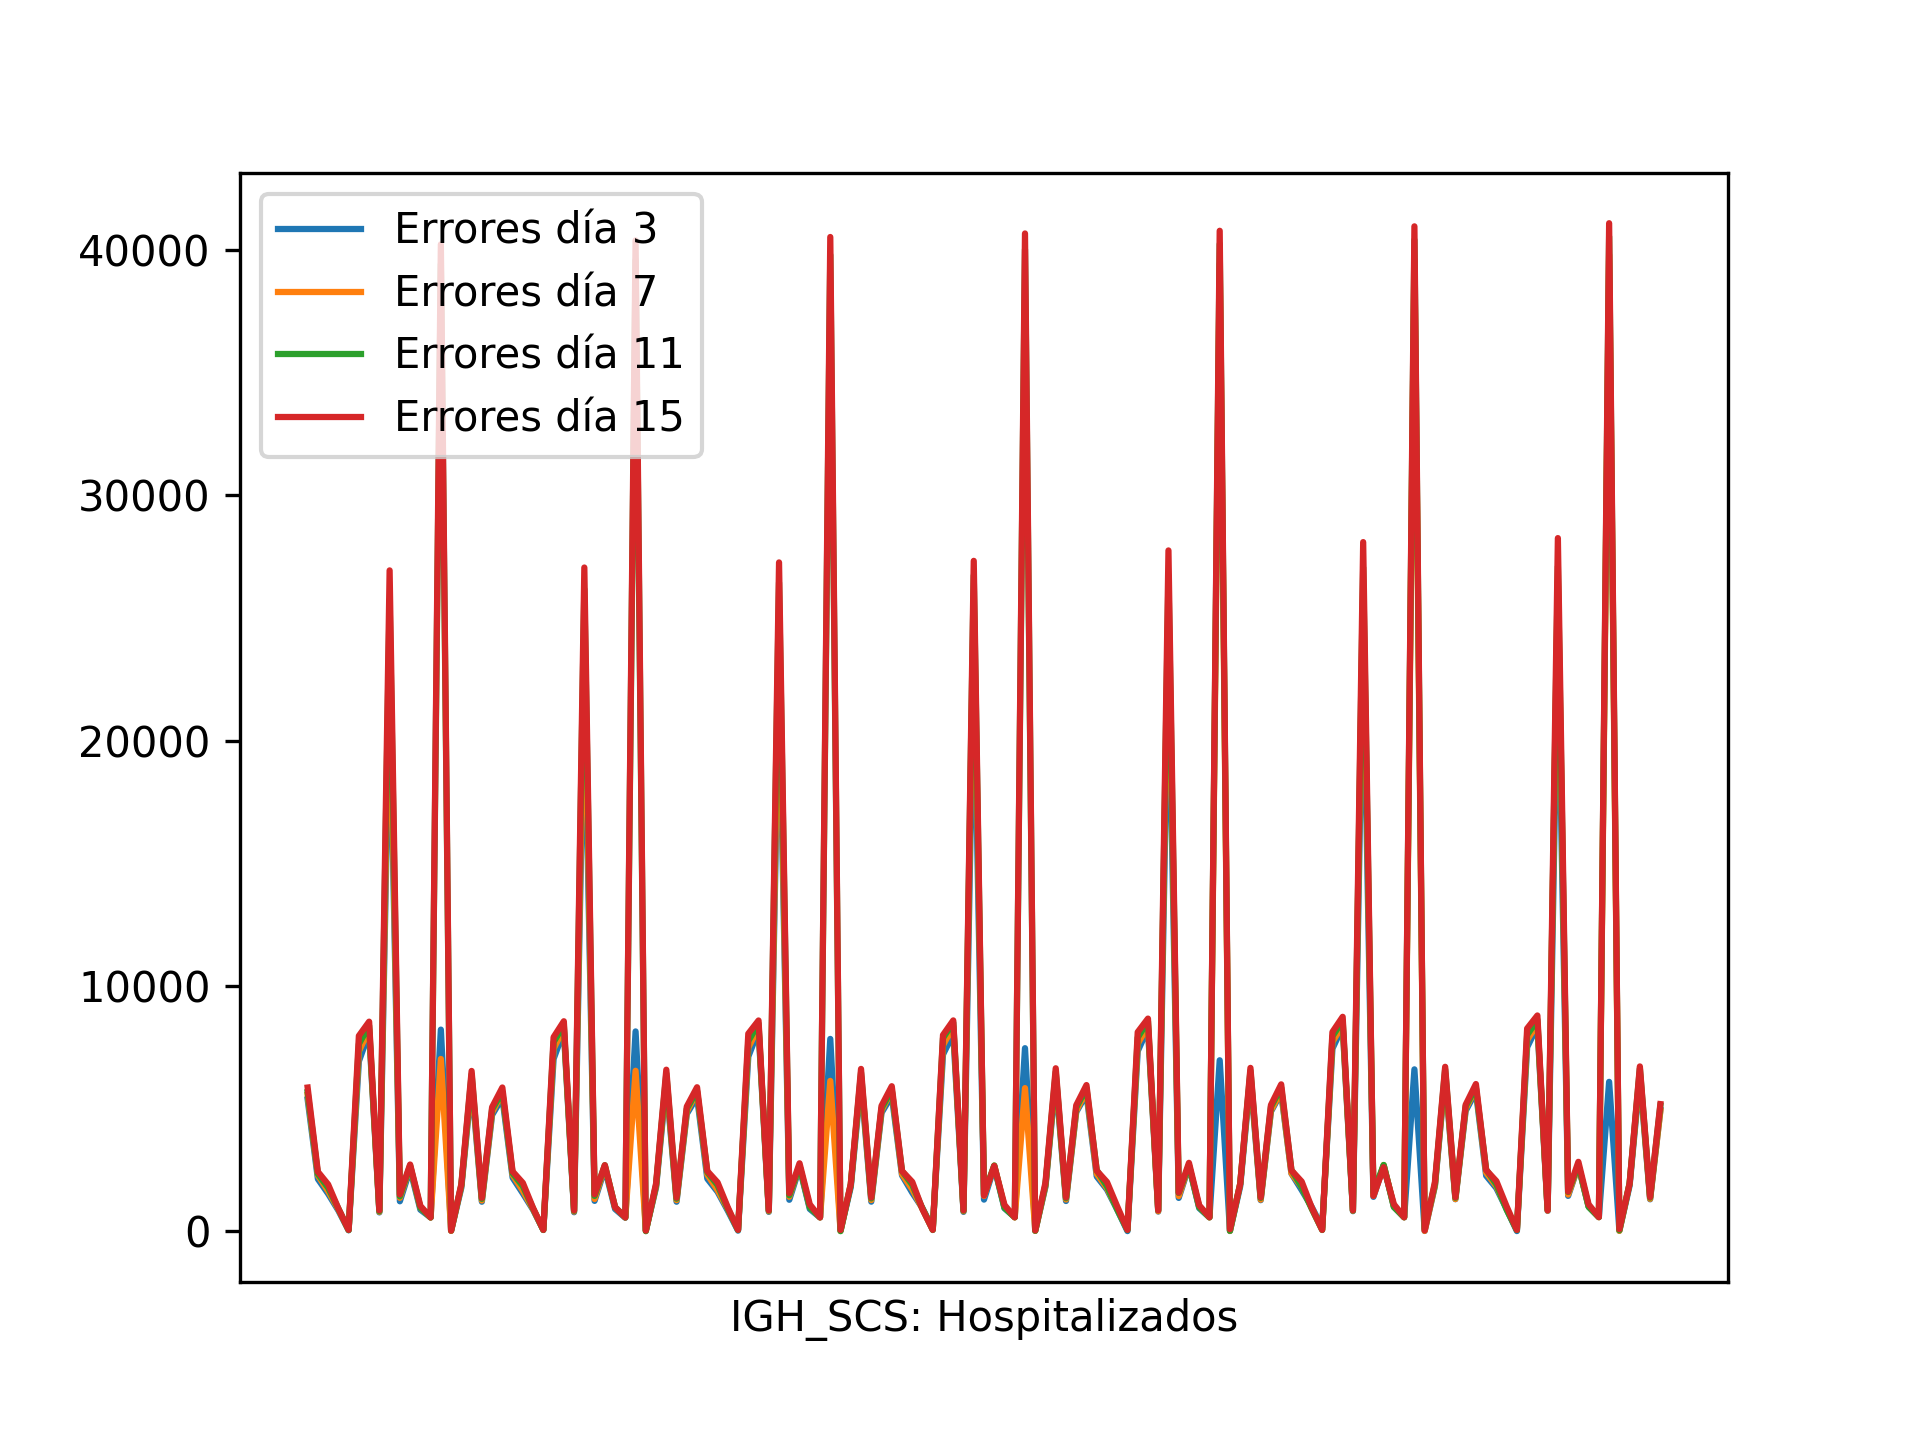 Errores día 3
Errores día 7
Errores día 11
Errores día 15
40000
30000
20000
10000
0
IGH_SCS: Hospitalizados